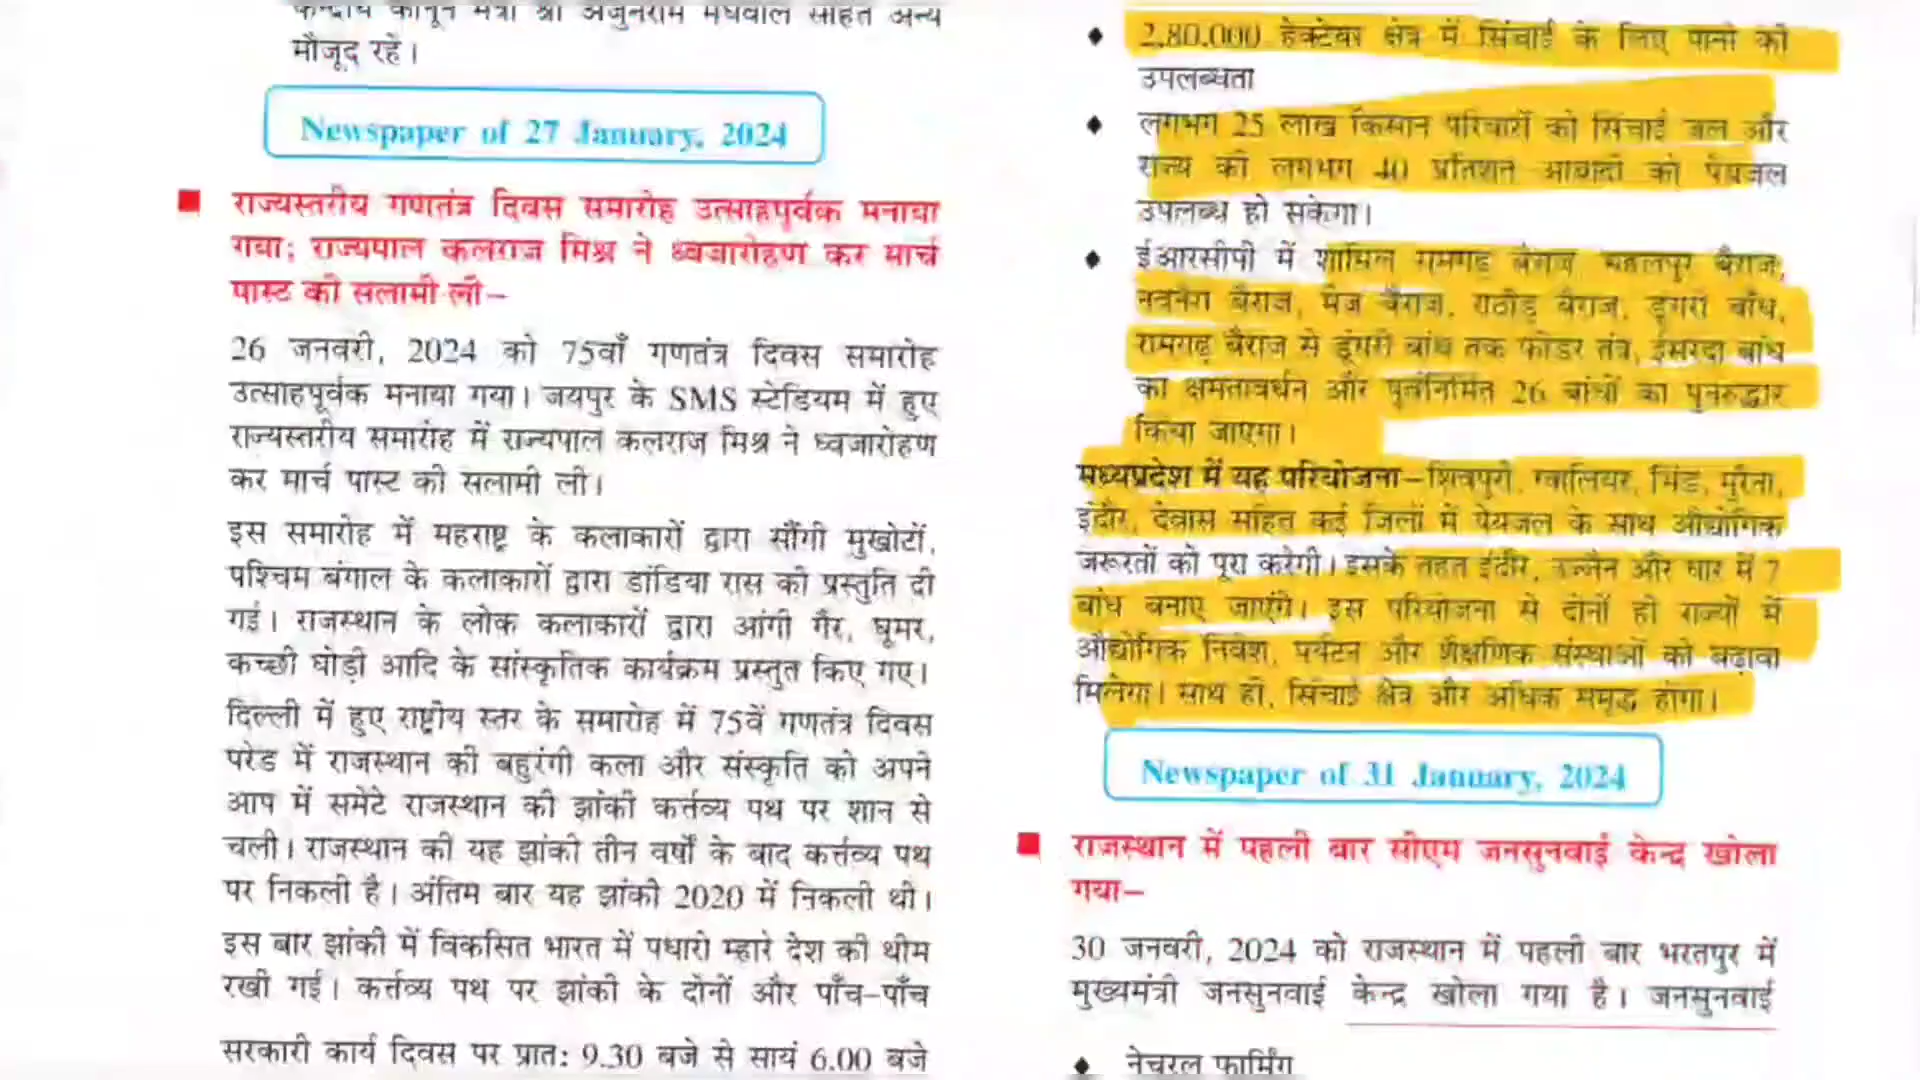 केन्द्रीय कानून मंत्री श्री अर्जुनराम मेघवाल सहित अन्य
मौजूद रहे।
Newspaper of 27 January, 2024
राज्यस्तरीय गणतंत्र दिवस समारोह उत्साहपूर्वक मनाया
गया; राज्यपाल कलराज मिश्र ने ध्वजारोहण कर मार्च
पास्ट की सलामी ली–
26 जनवरी, 2024 को 75वाँ गणतंत्र दिवस समारोह
उत्साहपूर्वक मनाया गया। जयपुर के SMS स्टेडियम में हुए
राज्यस्तरीय समारोह में राज्यपाल कलराज मिश्र ने ध्वजारोहण
कर मार्च पास्ट की सलामी ली।
इस समारोह में महराष्ट्र के कलाकारों द्वारा सौंगी मुखोटों,
पश्चिम बंगाल के कलाकारों द्वारा डांडिया रास की प्रस्तुति दी
गई। राजस्थान के लोक कलाकारों द्वारा आंगी गैर, घूमर,
कच्छी घोड़ी आदि के सांस्कृतिक कार्यक्रम प्रस्तुत किए गए।
दिल्ली में हुए राष्ट्रीय स्तर के समारोह में 75वें गणतंत्र दिवस
परेड में राजस्थान की बहुरंगी कला और संस्कृति को अपने
आप में समेटे राजस्थान की झांकी कर्त्तव्य पथ पर शान से
चली। राजस्थान की यह झांकी तीन वर्षों के बाद कर्त्तव्य पथ
पर निकली है। अंतिम बार यह झांकी 2020 में निकली थी।
इस बार झांकी में विकसित भारत में पधारो म्हारे देश की थीम
रखी गई। कर्त्तव्य पथ पर झांकी के दोनों और पाँच-पाँच
सरकारी कार्य दिवस पर प्रात: 9.30 बजे से सायं 6.00 बजे
2,80,000 हेक्टेयर क्षेत्र में सिंचाई के लिए पानी की
उपलब्धता
लगभग 25 लाख किसान परिवारों को सिंचाई जल और
राज्य की लगभग 40 प्रतिशत आबादी को पेयजल
उपलब्ध हो सकेगा।
ईआरसीपी में शामिल रामगढ़ बैराज महलपुर बैराज,
नवनेरा बैराज, मेज बैराज, राठौड़ बैराज, डूंगरी बाँध,
रामगढ़ बैराज से डूंगरी बांध तक फीडर तंत्र, ईसरदा बांध
का क्षमतावर्धन और पूर्वनिर्मित 26 बांधों का पुनरुद्धार
किया जाएगा।
मध्यप्रदेश में यह परियोजना–शिवपुरी, ग्वालियर, भिंड, मुरैना,
इंदौर, देवास सहित कई जिलों में पेयजल के साथ औद्योगिक
जरूरतों को पूरा करेगी। इसके तहत इंदौर, उज्जैन और धार में 7
बांध बनाए जाएंगे। इस परियोजना से दोनों ही राज्यों में
औद्योगिक निवेश, पर्यटन और शैक्षणिक संस्थाओं को बढ़ावा
मिलेगा। साथ ही, सिंचाई क्षेत्र और अधिक समृद्ध होगा।
Newspaper of 31 January, 2024
राजस्थान में पहली बार सीएम जनसुनवाई केन्द्र खोला
गया–
30 जनवरी, 2024 को राजस्थान में पहली बार भरतपुर में
मुख्यमंत्री जनसुनवाई केन्द्र खोला गया है। जनसुनवाई
नेचुरल फार्मिंग